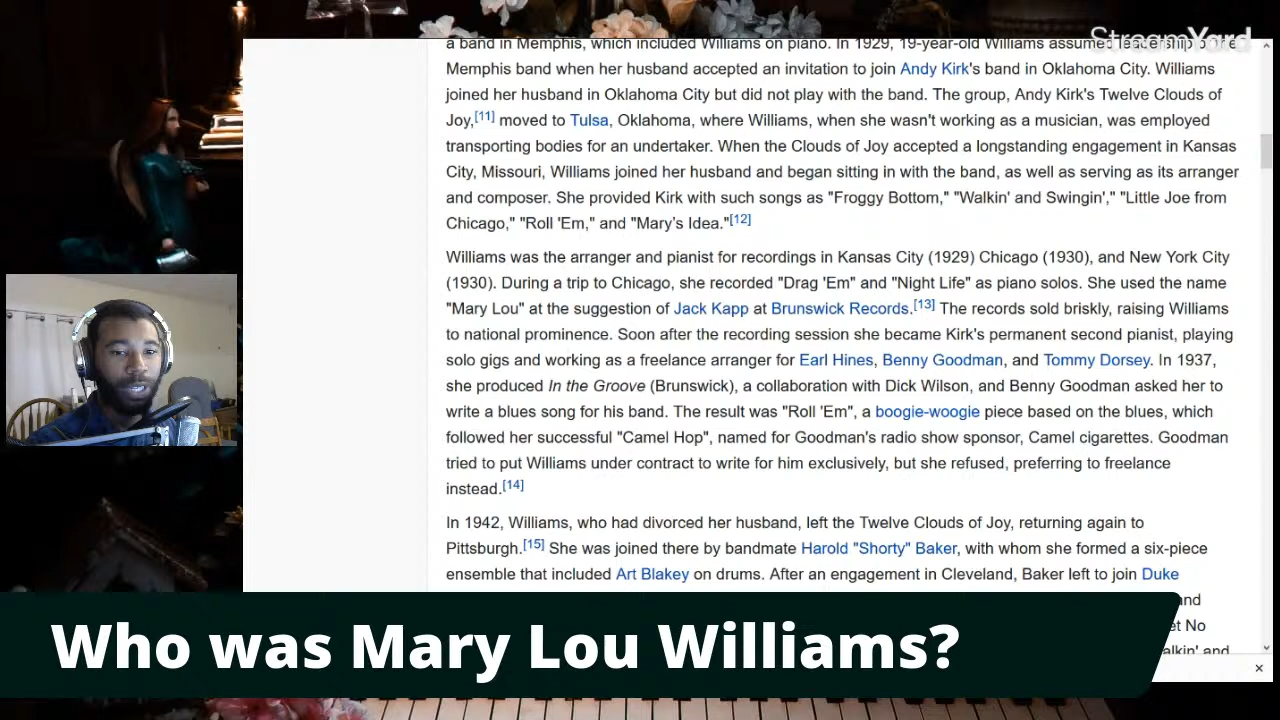 StreamYard
a band in Memphis, which included Williams on piano. In 1929, 19-year-old Williams assumed leadership
Memphis band when her husband accepted an invitation to join Andy Kirk's band in Oklahoma City. Williams
joined her husband in Oklahoma City but did not play with the band. The group, Andy Kirk's Twelve Clouds of
Joy,[11] moved to Tulsa, Oklahoma, where Williams, when she wasn't working as a musician, was employed
transporting bodies for an undertaker. When the Clouds of Joy accepted a longstanding engagement in Kansas
City, Missouri, Williams joined her husband and began sitting in with the band, as well as serving as its arranger
and composer. She provided Kirk with such songs as "Froggy Bottom," "Walkin' and Swingin'," "Little Joe from
Chicago," "Roll 'Em," and "Mary's Idea."[12]
Williams was the arranger and pianist for recordings in Kansas City (1929) Chicago (1930), and New York City
(1930). During a trip to Chicago, she recorded "Drag 'Em" and "Night Life" as piano solos. She used the name
"Mary Lou" at the suggestion of Jack Kapp at Brunswick Records.[13] The records sold briskly, raising Williams
to national prominence. Soon after the recording session she became Kirk's permanent second pianist, playing
solo gigs and working as a freelance arranger for Earl Hines, Benny Goodman, and Tommy Dorsey. In 1937,
she produced In the Groove (Brunswick), a collaboration with Dick Wilson, and Benny Goodman asked her to
write a blues song for his band. The result was "Roll 'Em", a boogie-woogie piece based on the blues, which
followed her successful "Camel Hop", named for Goodman's radio show sponsor, Camel cigarettes. Goodman
tried to put Williams under contract to write for him exclusively, but she refused, preferring to freelance
instead.[14]
In 1942, Williams, who had divorced her husband, left the Twelve Clouds of Joy, returning again to
Pittsburgh.[15] She was joined there by bandmate Harold "Shorty" Baker, with whom she formed a six-piece
ensemble that included Art Blakey on drums. After an engagement in Cleveland, Baker left to join Duke
and
No
and
Who was Mary Lou Williams?